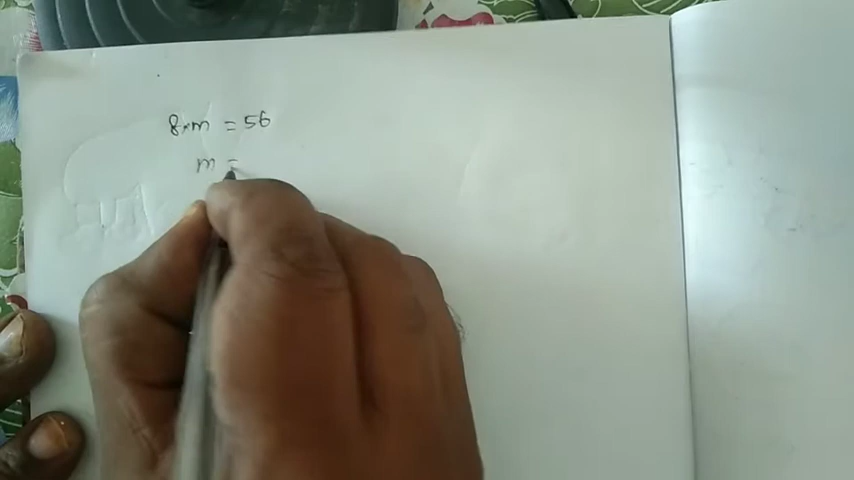 8×m = 56
m =